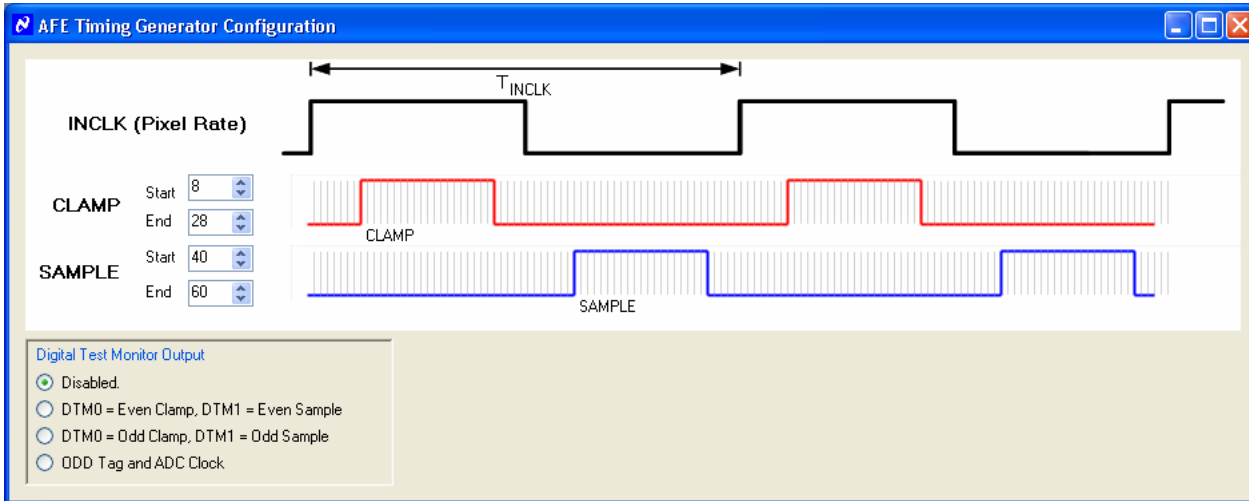 AFE Timing Generator Configuration
TINCLK
INCLK (Pixel Rate)
CLAMP
Start 8
End 28
CLAMP
SAMPLE
Start 40
End 60
SAMPLE
Digital Test Monitor Output
Disabled.
DTM0 = Even Clamp, DTM1 = Even Sample
DTM0 = Odd Clamp, DTM1 = Odd Sample
ODD Tag and ADC Clock